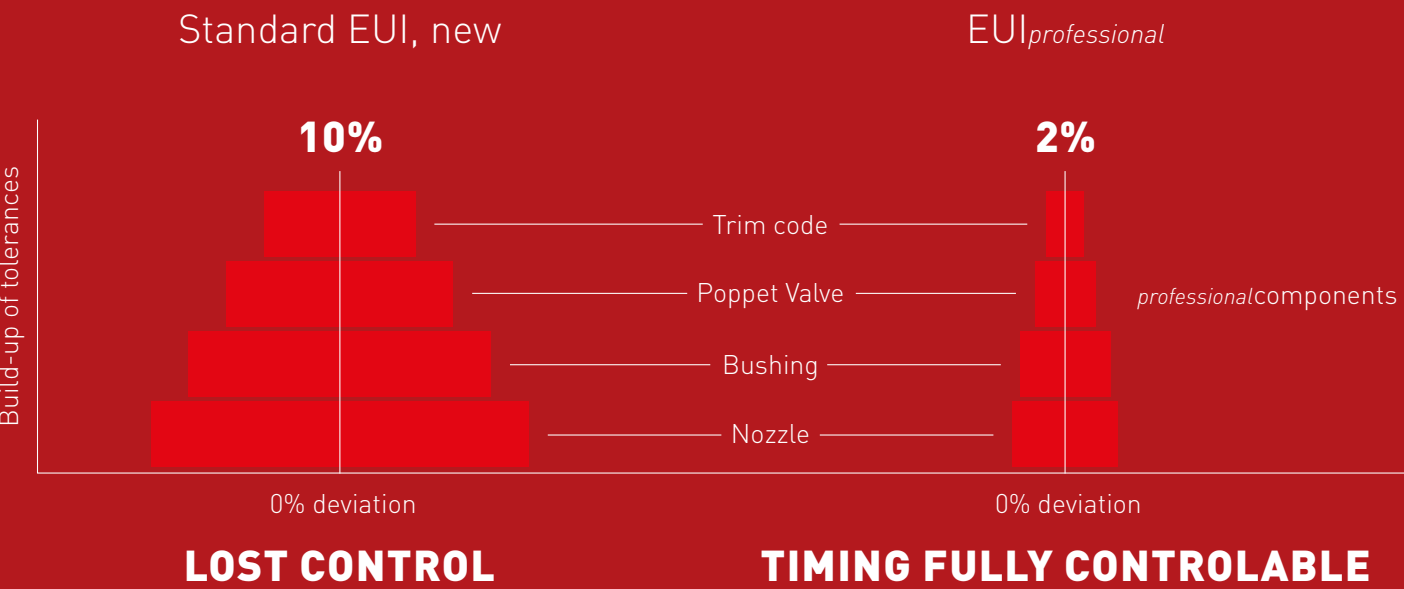 Standard EUI, new
EUIprofessional
10%
2%
Build-up of tolerances
Trim code
Poppet Valve
professionalcomponents
Bushing
Nozzle
0% deviation
0% deviation
LOST CONTROL
TIMING FULLY CONTROLABLE